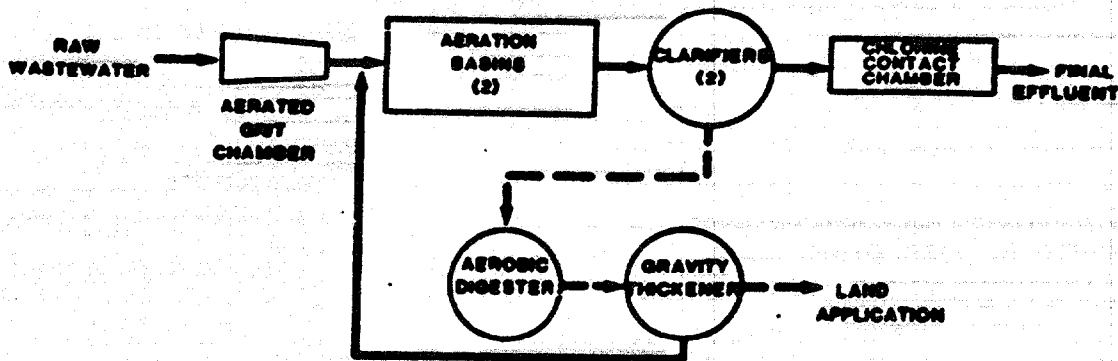 RAW
WASTEWATER
AERATED
GRIT
CHAMBER
AERATION
BASINS
(2)
CLARIFIERS
(2)
CHLORINE
CONTACT
CHAMBER
FINAL
EFFLUENT
AEROBIC
DIGESTER
GRAVITY
THICKENER
LAND
APPLICATION